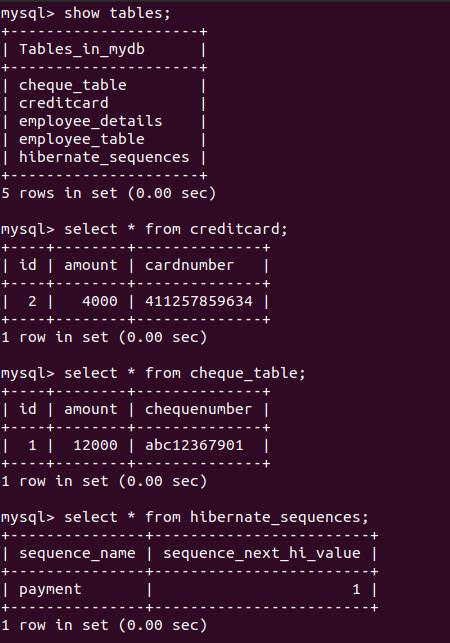 mysql> show tables;
+---------------------+
| Tables_in_mydb      |
+---------------------+
| cheque_table        |
| creditcard          |
| employee_details    |
| employee_table      |
| hibernate_sequences |
+---------------------+
5 rows in set (0.00 sec)

mysql> select * from creditcard;
+----+--------+--------------+
| id | amount | cardnumber   |
+----+--------+--------------+
|  2 |   4000 | 411257859634 |
+----+--------+--------------+
1 row in set (0.00 sec)

mysql> select * from cheque_table;
+----+--------+--------------+
| id | amount | chequenumber |
+----+--------+--------------+
|  1 |  12000 | abc12367901  |
+----+--------+--------------+
1 row in set (0.00 sec)

mysql> select * from hibernate_sequences;
+---------------+------------------------+
| sequence_name | sequence_next_hi_value |
+---------------+------------------------+
| payment       |                      1 |
+---------------+------------------------+
1 row in set (0.00 sec)